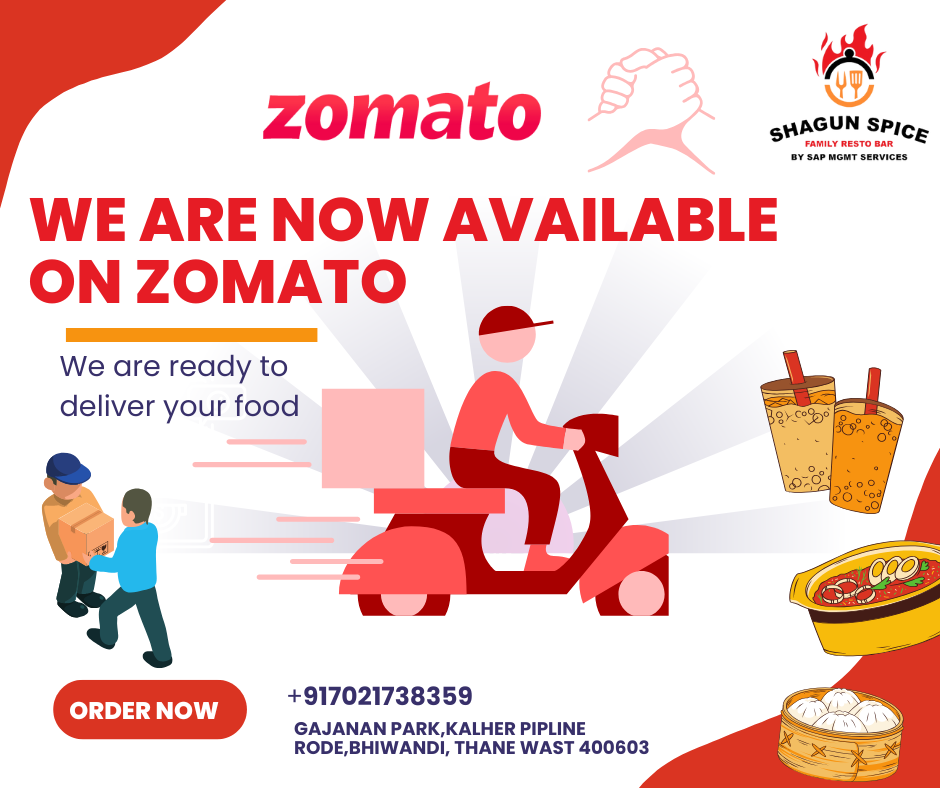 zomato
SHAGUN SPICE
FAMILY RESTO BAR
BY SAP MGMT SERVICES
WE ARE NOW AVAILABLE
ON ZOMATO
We are ready to
deliver your food
ORDER NOW
+917021738359
GAJANAN PARK,KALHER PIPLINE
RODE,BHIWANDI, THANE WAST 400603